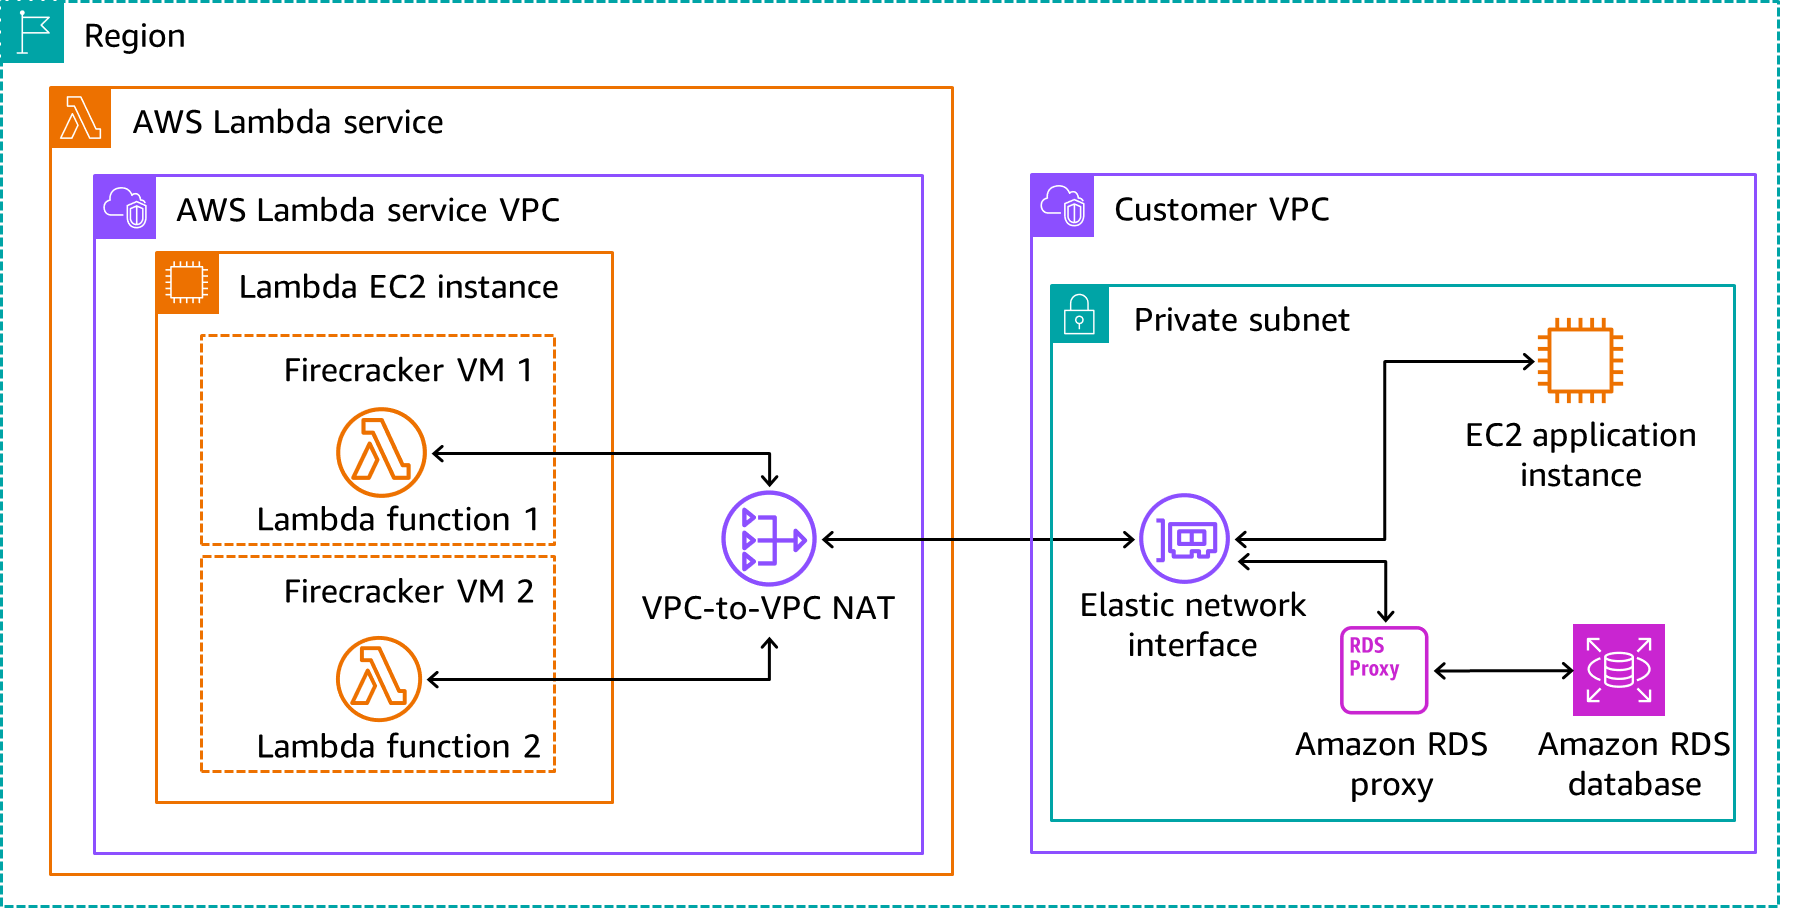 Region
AWS Lambda service
AWS Lambda service VPC
Lambda EC2 instance
Firecracker VM 1
Lambda function 1
Firecracker VM 2
Lambda function 2
VPC-to-VPC NAT
Customer VPC
Private subnet
EC2 application
instance
Elastic network
interface
RDS
Proxy
Amazon RDS
proxy
Amazon RDS
database